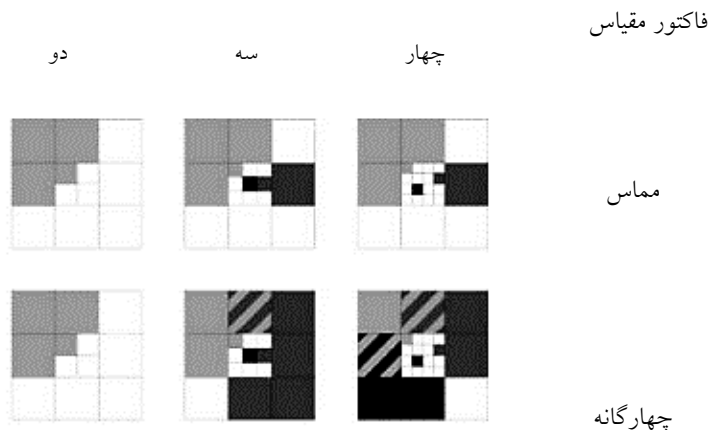 فاکتور مقیاس
چهار سه دو
مماس
چهارگانه